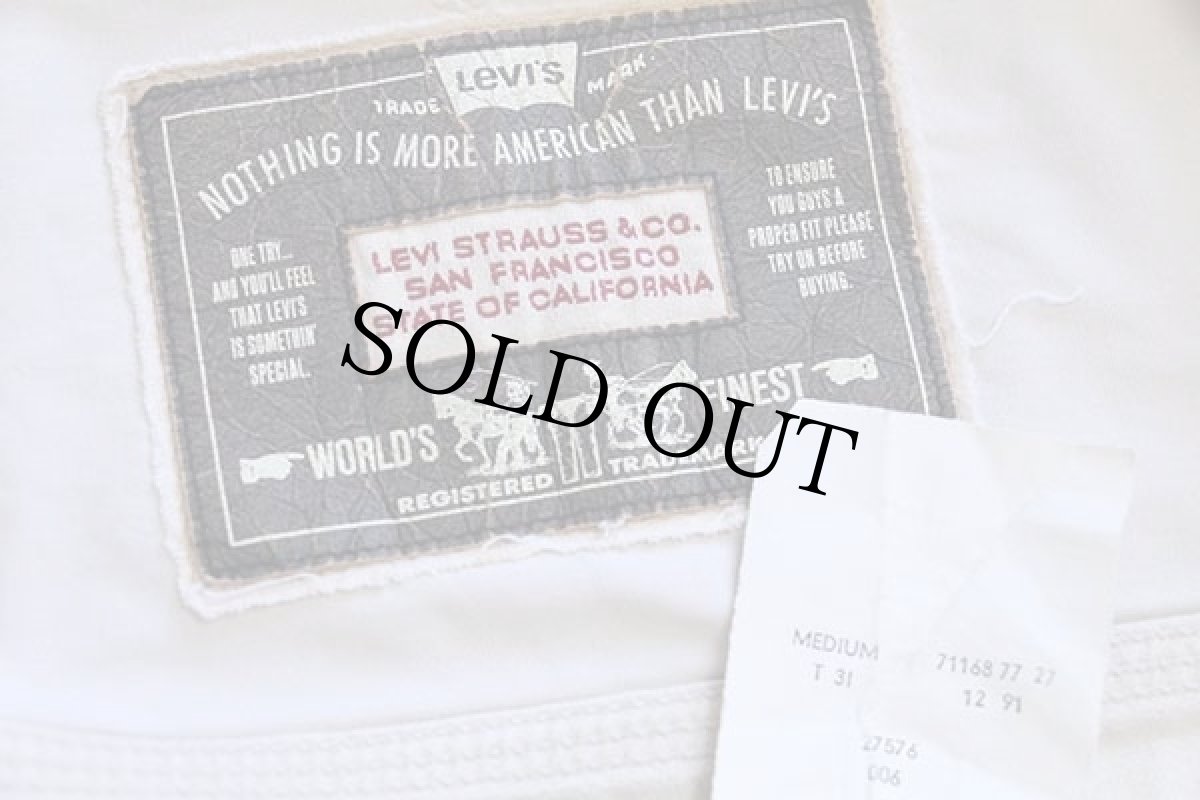 LEVI'S
TRADE MARK.
NOTHING IS MORE AMERICAN THAN LEVI'S
ONE TRY...
AND YOU'LL FEEL
THAT LEVI'S
IS SOMETHIN'
SPECIAL.
LEVI STRAUSS & CO.
SAN FRANCISCO
STATE OF CALIFORNIA
TO ENSURE
YOU GUYS A
PROPER FIT PLEASE
TRY ON BEFORE
BUYING.
SOLD OUT
WORLD'S FINEST
REGISTERED TRADEMARK
MEDIUM 71168 77 27
T 31 12 91
27576
006